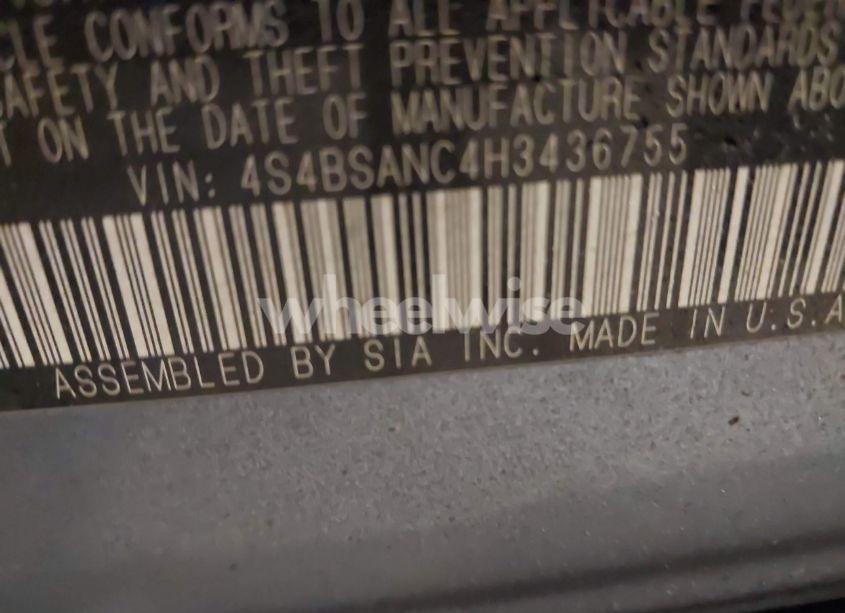 CLE CONFORMS TO ALL APPLICABLE FEDER
SAFETY AND THEFT PREVENTION STANDARDS
T ON THE DATE OF MANUFACTURE SHOWN ABO
VIN: 4S4BSANC4H3436755
wheelwise
ASSEMBLED BY SIA INC. MADE IN U.S.A